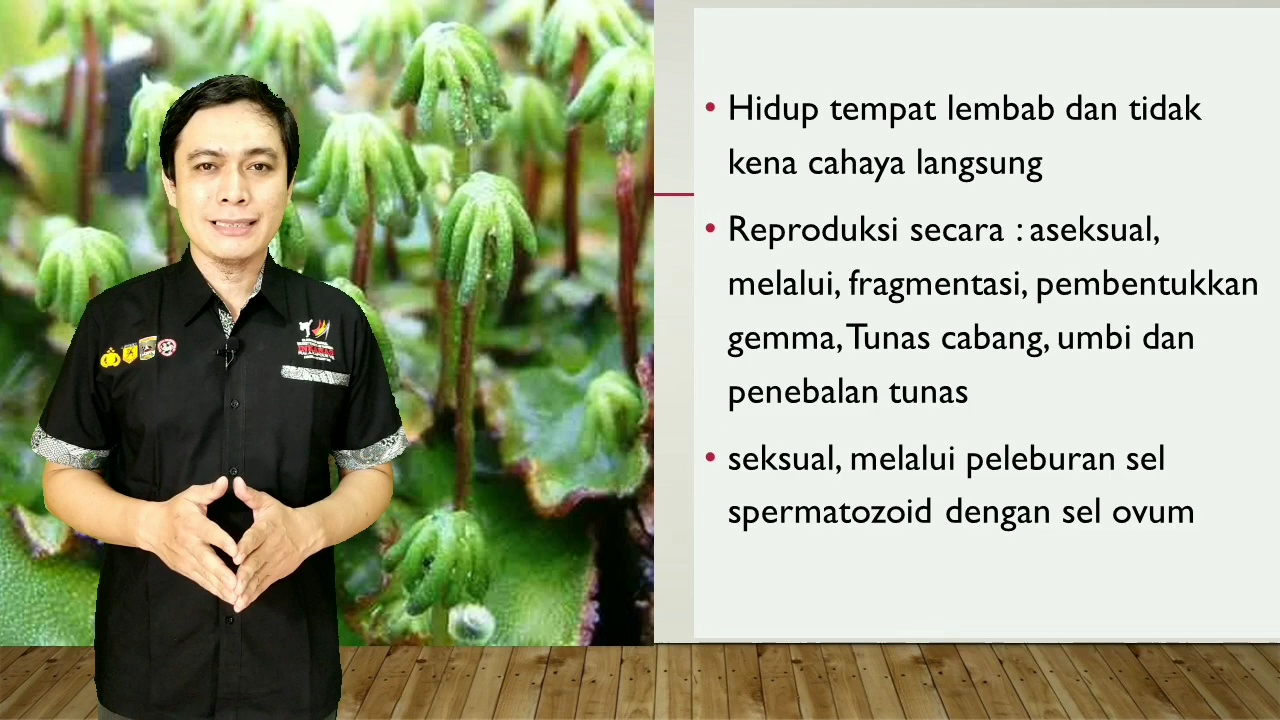 • Hidup tempat lembab dan tidak
kena cahaya langsung
• Reproduksi secara : aseksual,
melalui, fragmentasi, pembentukkan
gemma, Tunas cabang, umbi dan
penebalan tunas
• seksual, melalui peleburan sel
spermatozoid dengan sel ovum